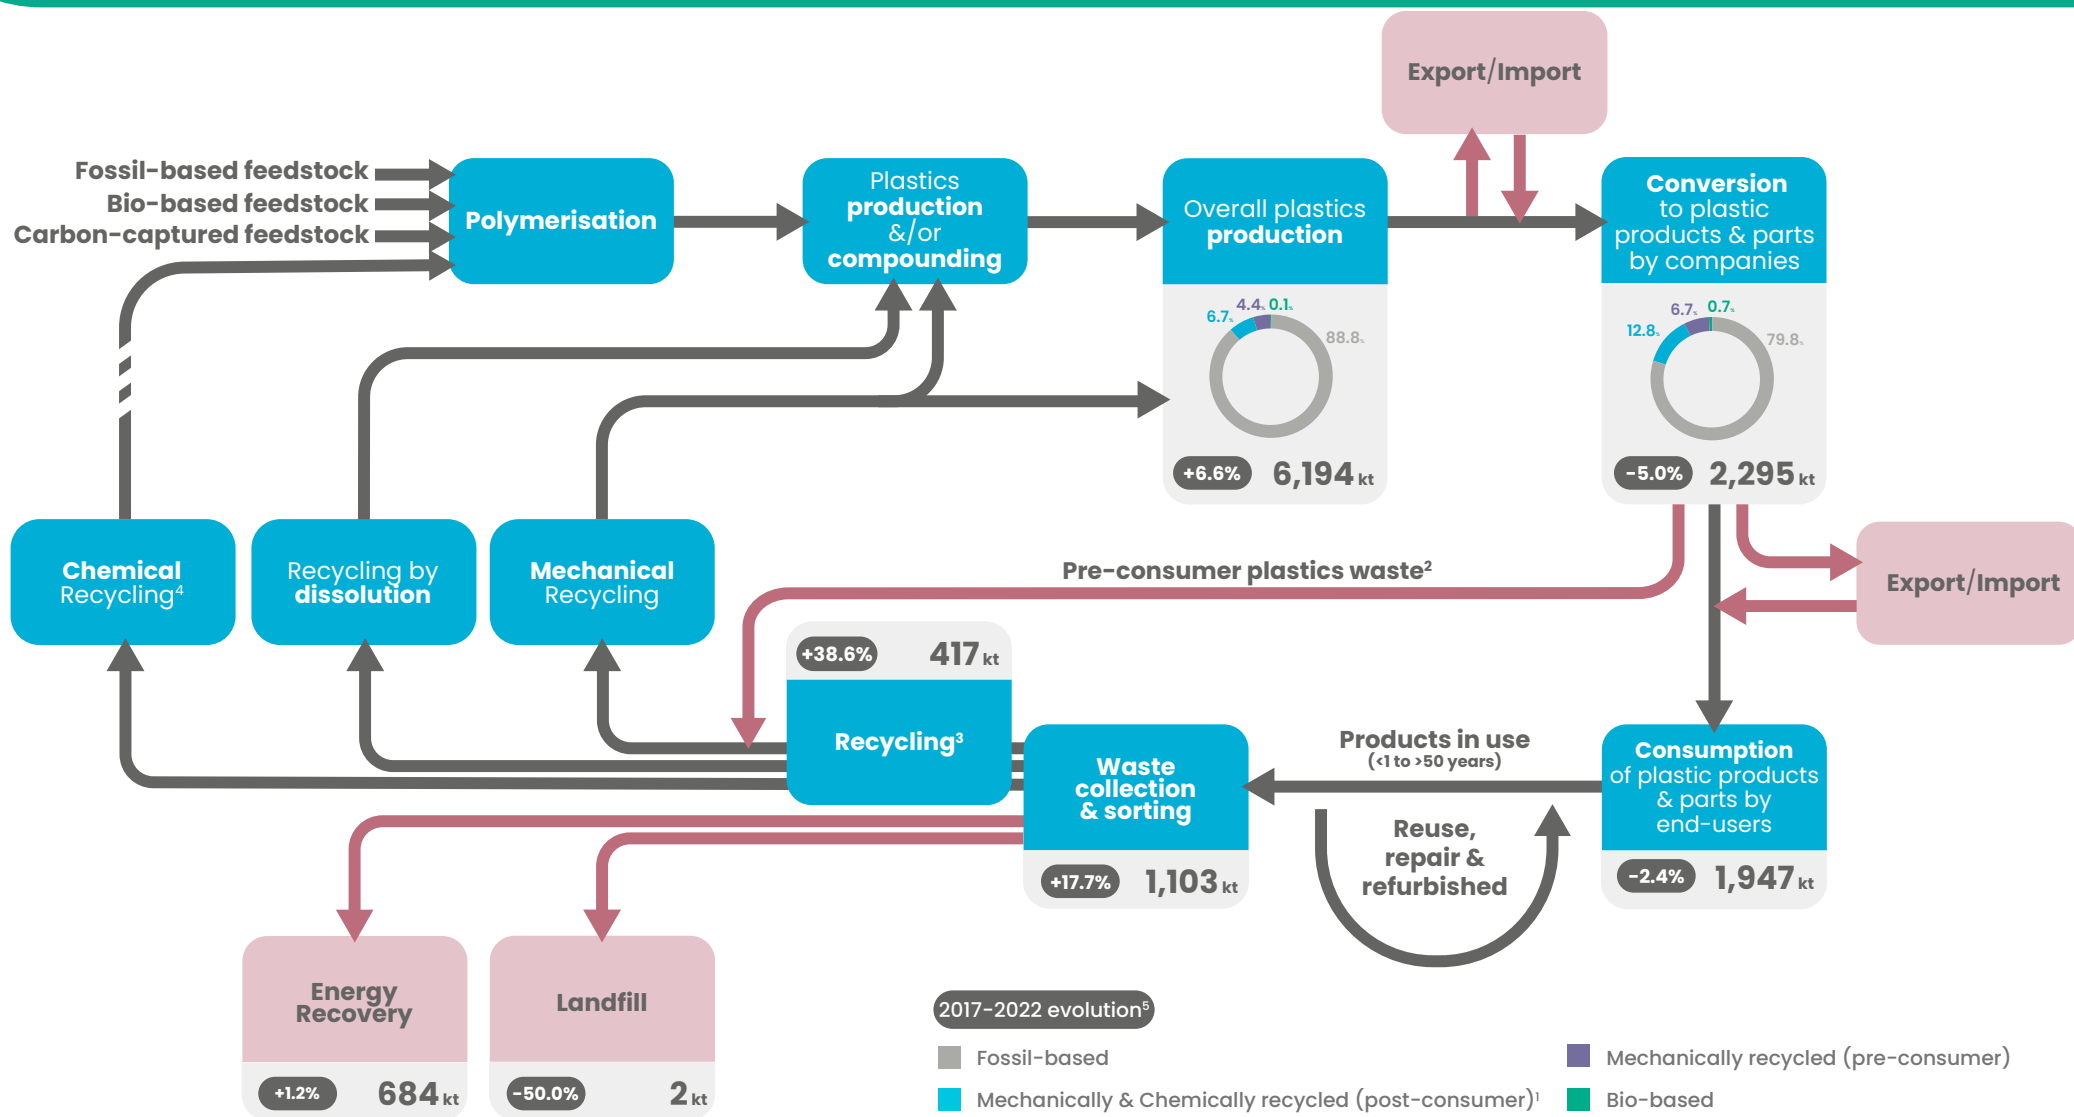 Export/Import
Fossil-based feedstock
Bio-based feedstock
Carbon-captured feedstock
Polymerisation
Plastics
production
&/or
compounding
Overall plastics
production
6.7%
4.4%
0.1%
88.8%
+6.6%
6,194 kt
Conversion
to plastic
products & parts
by companies
12.8%
6.7%
0.7%
79.8%
-5.0%
2,295 kt
Chemical
Recycling4
Recycling by
dissolution
Mechanical
Recycling
Pre-consumer plastics waste2
Export/Import
+38.6%
417 kt
Recycling3
Waste
collection
& sorting
+17.7%
1,103 kt
Products in use
(<1 to >50 years)
Reuse,
repair &
refurbished
Consumption
of plastic products
& parts by
end-users
-2.4%
1,947 kt
Energy
Recovery
+1.2%
684 kt
Landfill
-50.0%
2 kt
2017-2022 evolution5
Fossil-based
Mechanically recycled (pre-consumer)
Mechanically & Chemically recycled (post-consumer)1
Bio-based